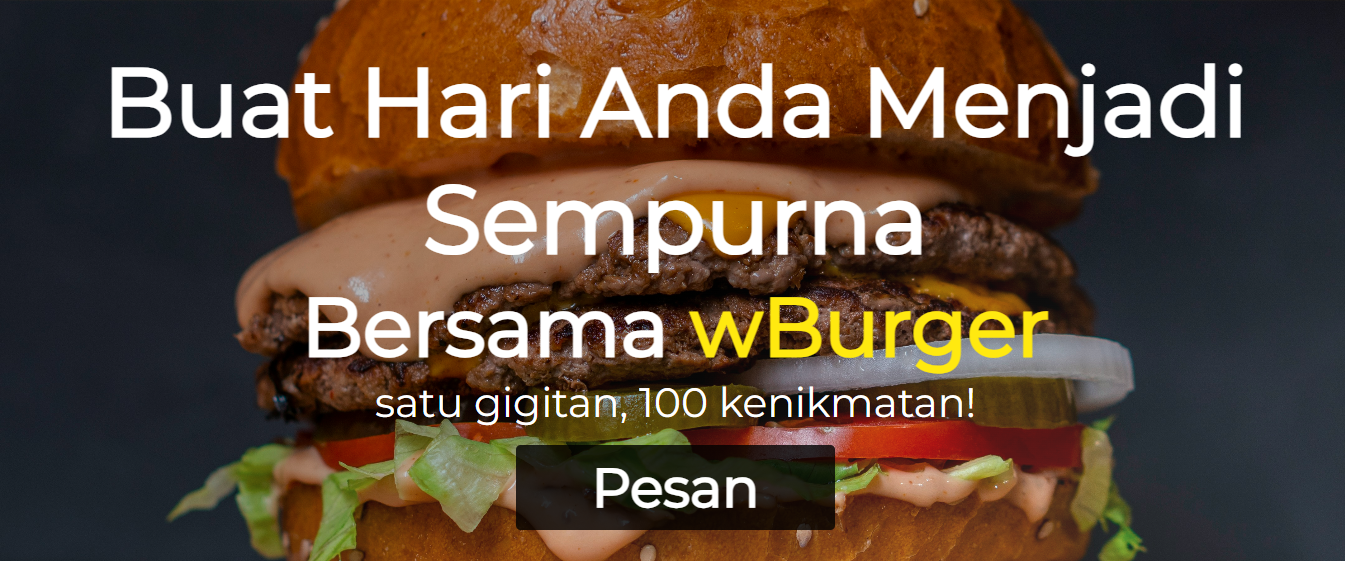 Buat Hari Anda Menjadi
Sempurna
Bersama wBurger
satu gigitan, 100 kenikmatan!
Pesan